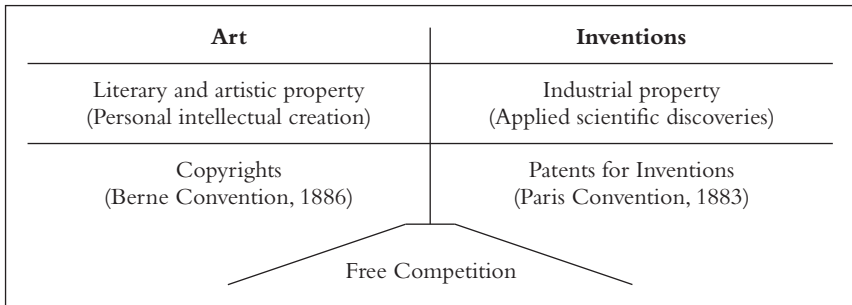 Art
Inventions
Literary and artistic property
(Personal intellectual creation)
Industrial property
(Applied scientific discoveries)
Copyrights
(Berne Convention, 1886)
Patents for Inventions
(Paris Convention, 1883)
Free Competition